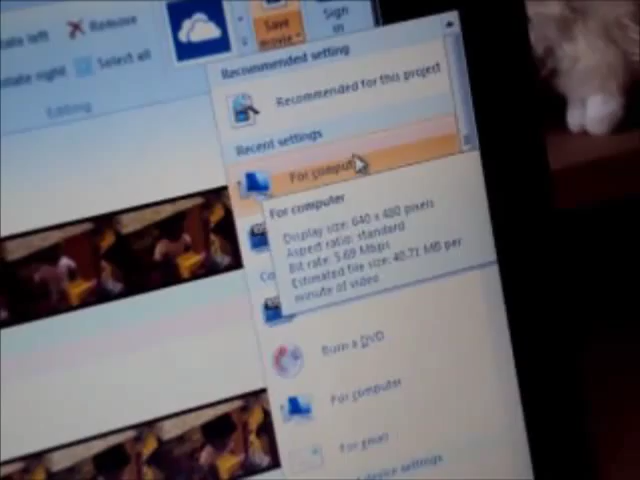 Rotate left
Remove
Save
movie
Sign
in
Rotate right
Select all
Editing
Recommended setting
Recommended for this project
Recent settings
For computer
For computer
Display size: 640 x 480 pixels
Aspect ratio: standard
Bit rate: 5.69 Mbps
Estimated file size: 40.71 MB per
minute of video
Burn a DVD
For computer
For email
device settings